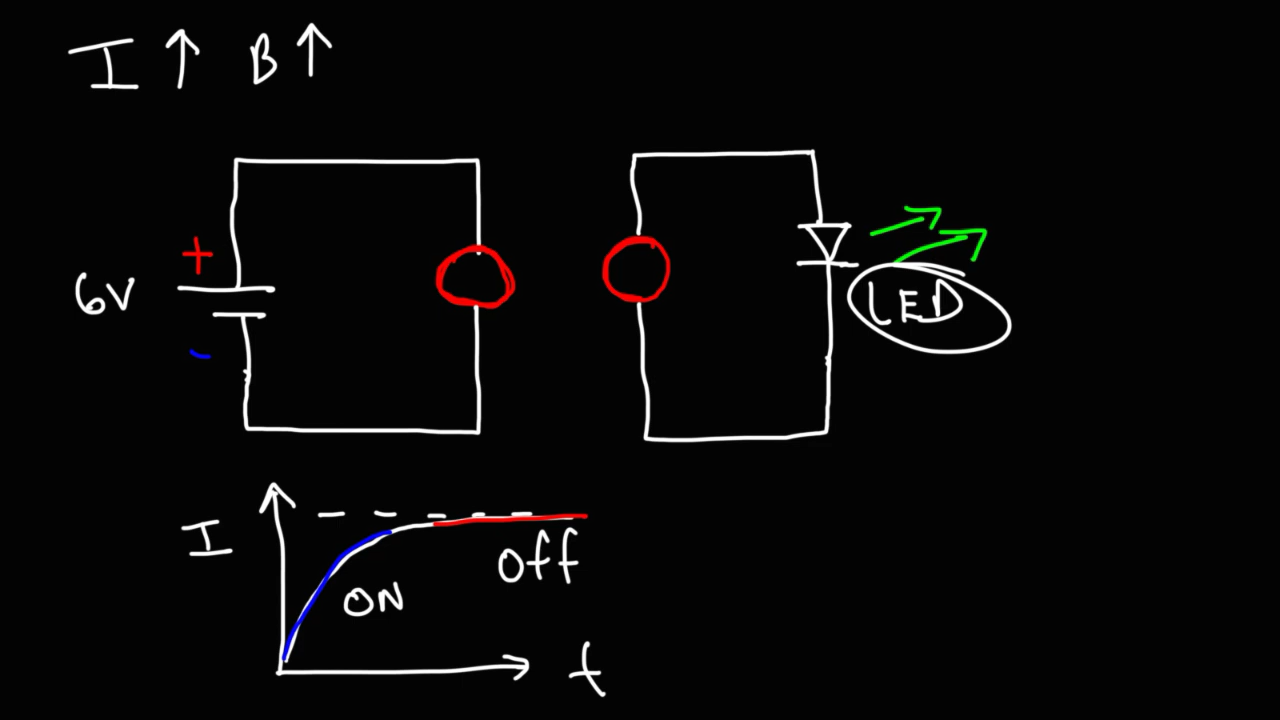 I ↑ B ↑
+
6V
-
LED
I
OFF
ON
t